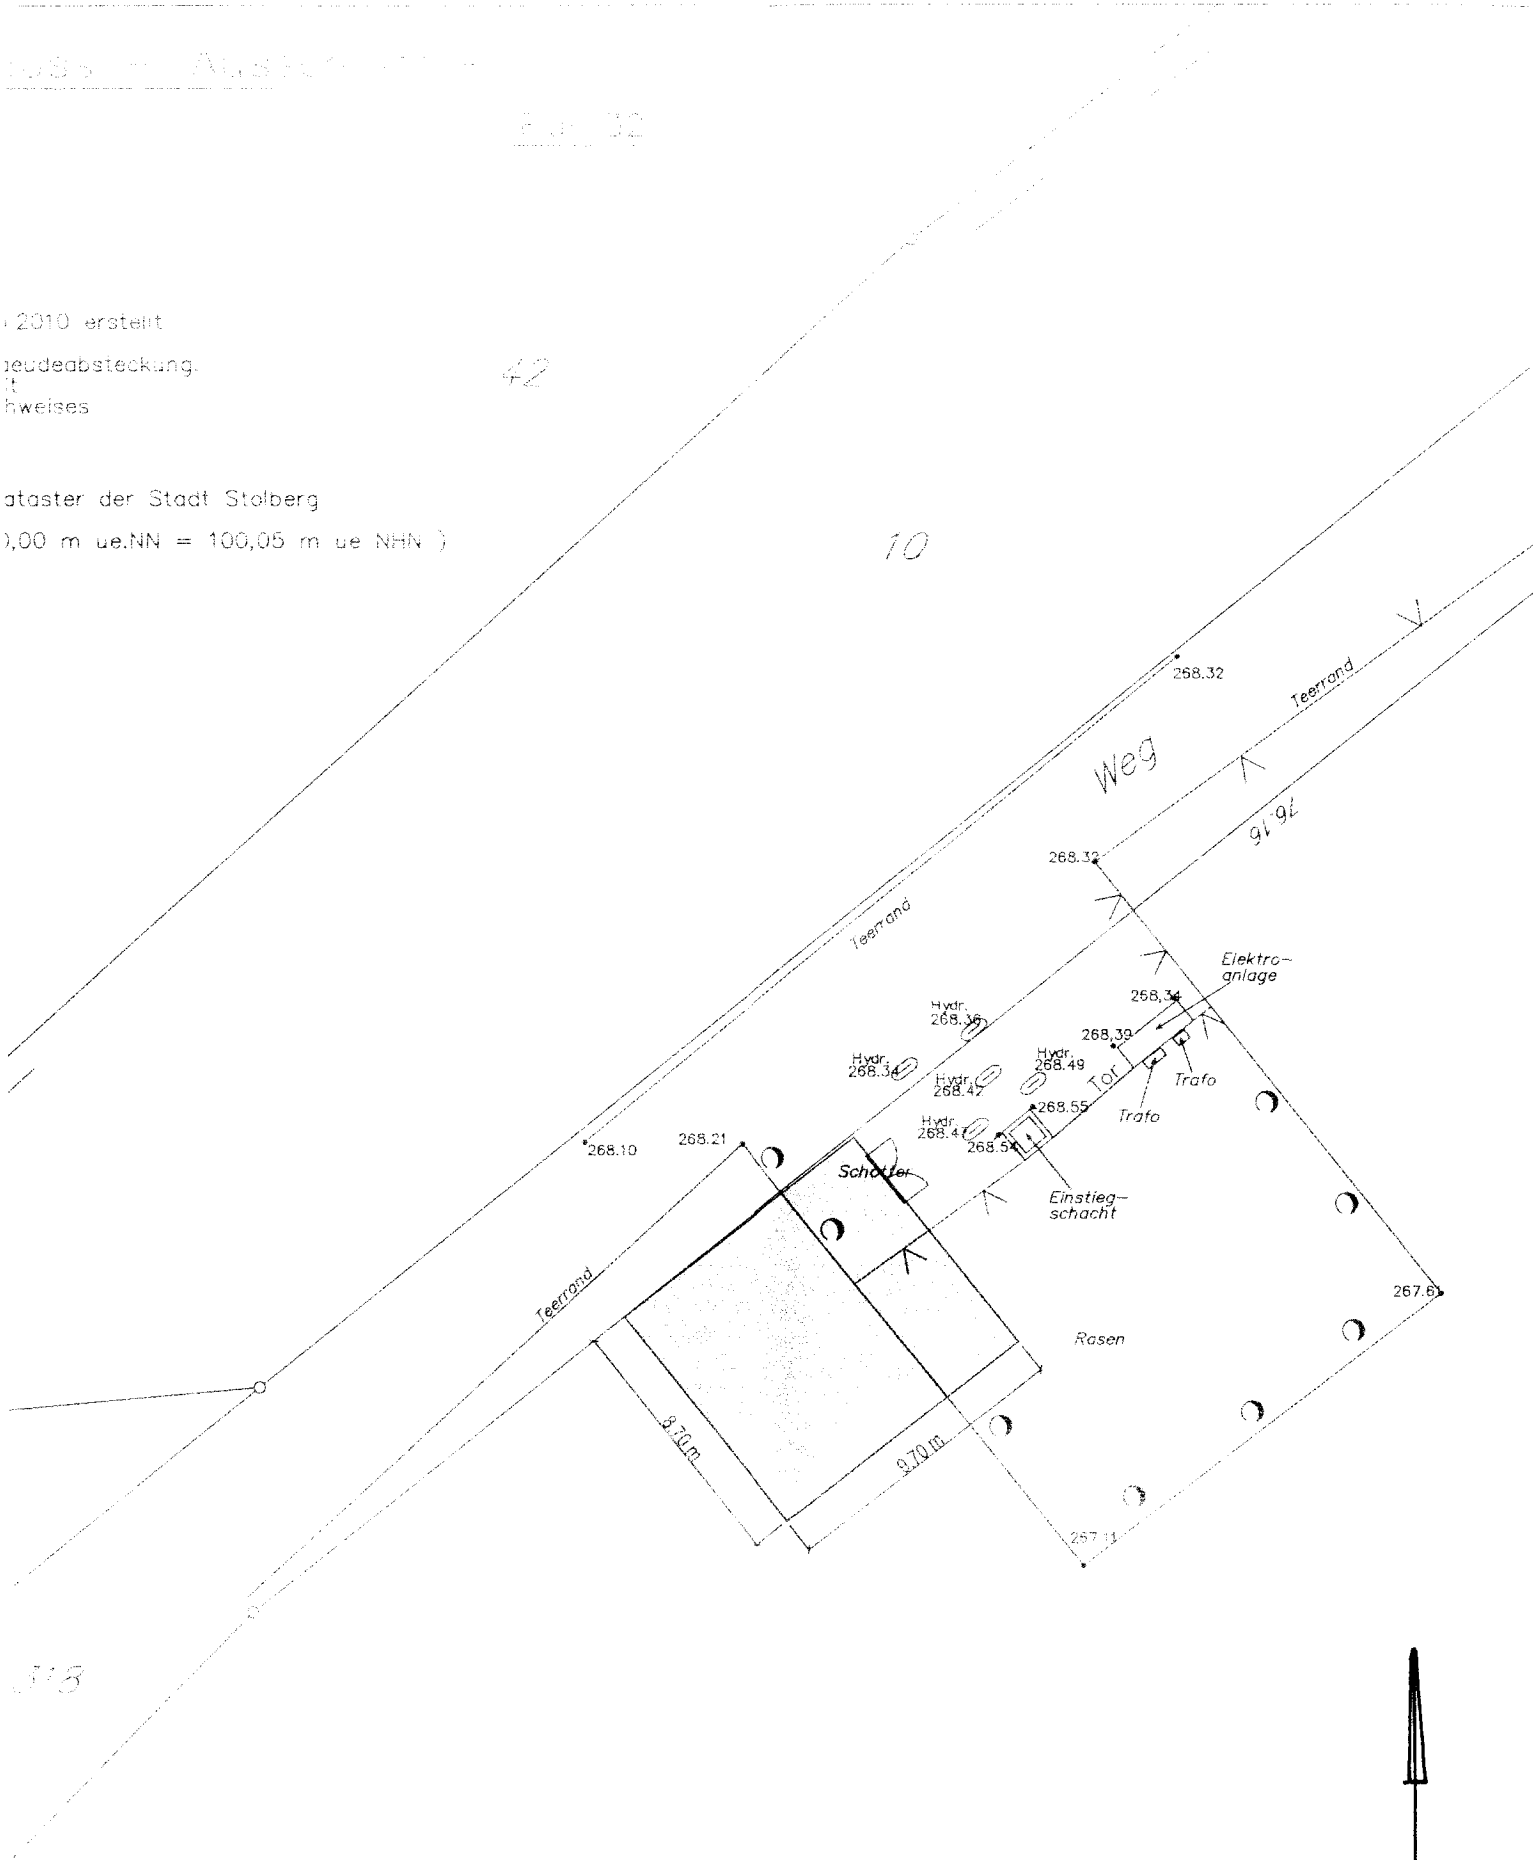 32
2010 erstellt
42
hweises
ataster der Stadt Stolberg
0,00 m ue.NN = 100,05 m ue NHN )
10
268.32
Teerrand
Weg
76.16
268.32
Teerrand
Elektro-
anlage
268,34
Hydr.
268.36
268,39
Hydr.
268.34
Hydr.
268.49
Hydr.
268.42
Tor
Trafo
Trafo
268.55
Hydr.
268.47
268.54
268.10
268.21
Schotter
Einstieg-
schacht
Teerrand
267.61
Rasen
8.70 m
9.70 m
267.11
318